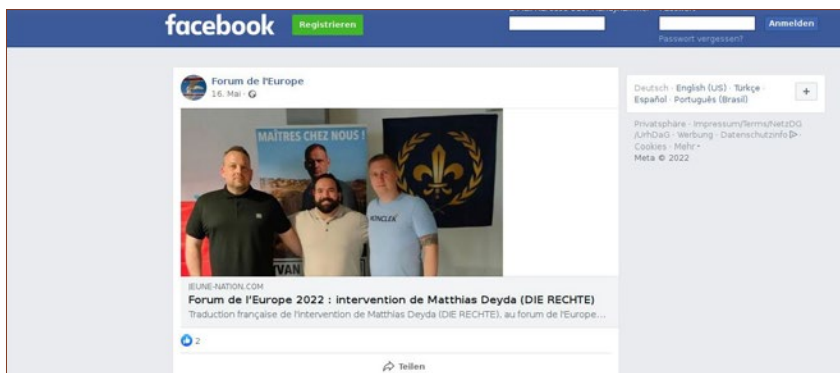 facebook
Registrieren
Anmelden
Passwort vergessen?
Forum de l'Europe
16. Mai ·
MAÎTRES CHEZ NOUS !
MONCLER
JEUNE-NATION.COM
Forum de l'Europe 2022 : intervention de Matthias Deyda (DIE RECHTE)
Traduction française de l'intervention de Matthias Deyda (DIE RECHTE), au forum de l'Europe...
2
Teilen
Deutsch · English (US) · Türkçe ·
Español · Português (Brasil)
+
Privatsphäre · Impressum/Terms/NetzDG
/UrhDaG · Werbung · Datenschutzinfo ·
Cookies · Mehr
Meta © 2022